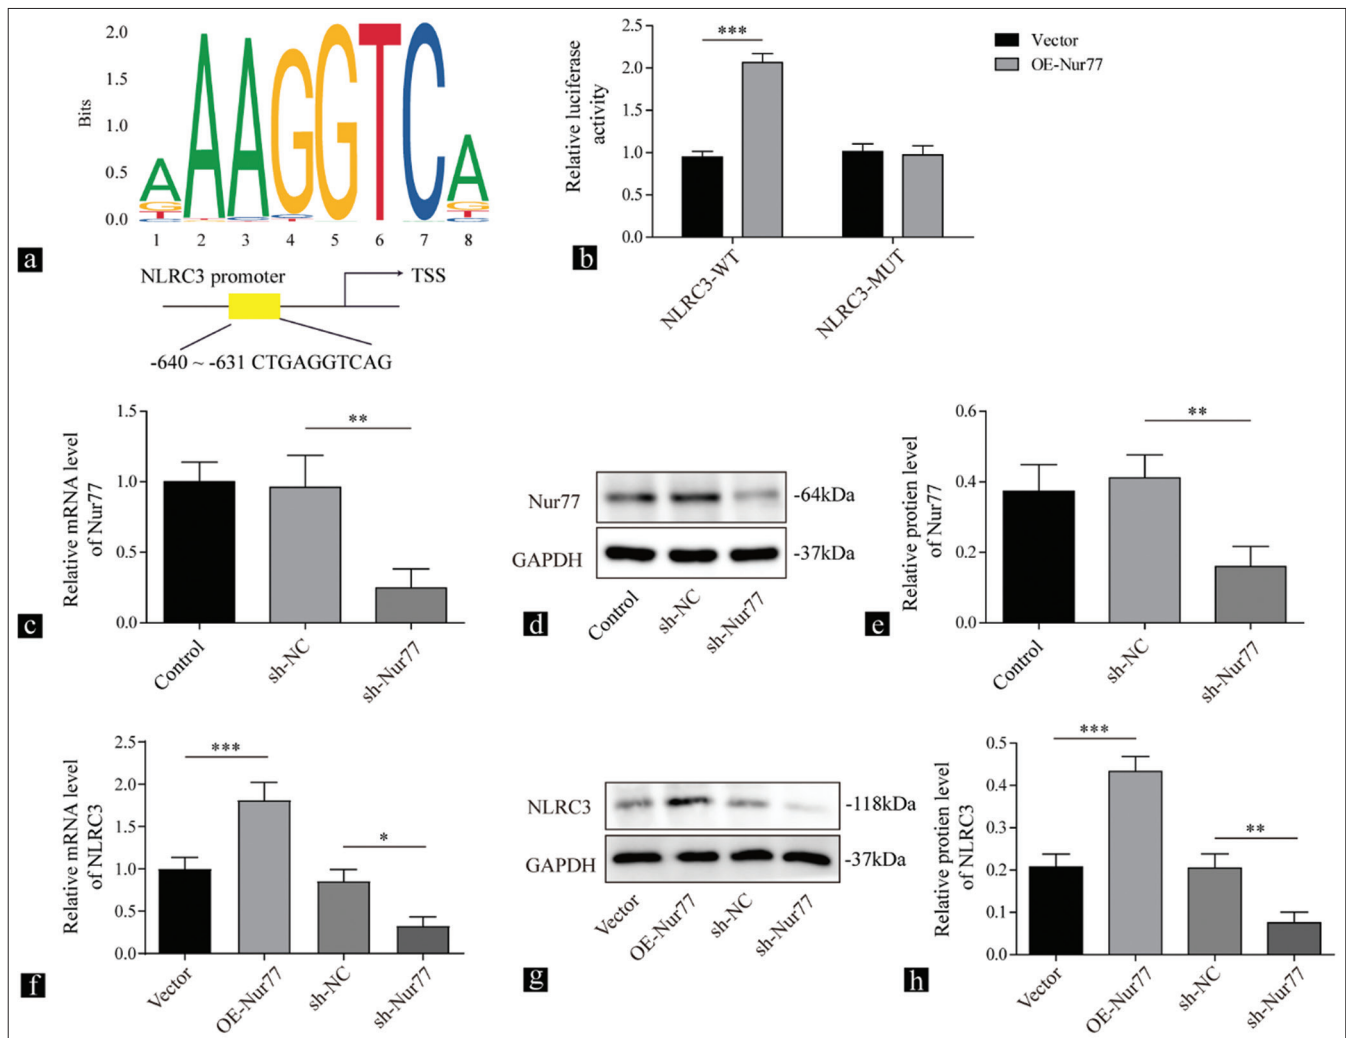 2.0
1.5
1.0
0.5
0.0
Bits
AAAGGTCA
1 2 3 4 5 6 7 8
a
NLRC3 promoter
TSS
-640 ~ -631 CTGAGGTCAG
2.5
2.0
1.5
1.0
0.5
0.0
Relative luciferase
activity
***
NLRC3-WT
NLRC3-MUT
b
Vector
OE-Nur77
1.5
1.0
0.5
0.0
Relative mRNA level
of Nur77
**
Control
sh-NC
sh-Nur77
c
Nur77
-64kDa
GAPDH
-37kDa
Control
sh-NC
sh-Nur77
d
0.6
0.4
0.2
0.0
Relative protien level
of Nur77
**
Control
sh-NC
sh-Nur77
e
2.5
2.0
1.5
1.0
0.5
0.0
Relative mRNA level
of NLRC3
***
*
Vector
OE-Nur77
sh-NC
sh-Nur77
f
NLRC3
-118kDa
GAPDH
-37kDa
Vector
OE-Nur77
sh-NC
sh-Nur77
g
0.5
0.4
0.3
0.2
0.1
0.0
Relative protien level
of NLRC3
***
**
Vector
OE-Nur77
sh-NC
sh-Nur77
h